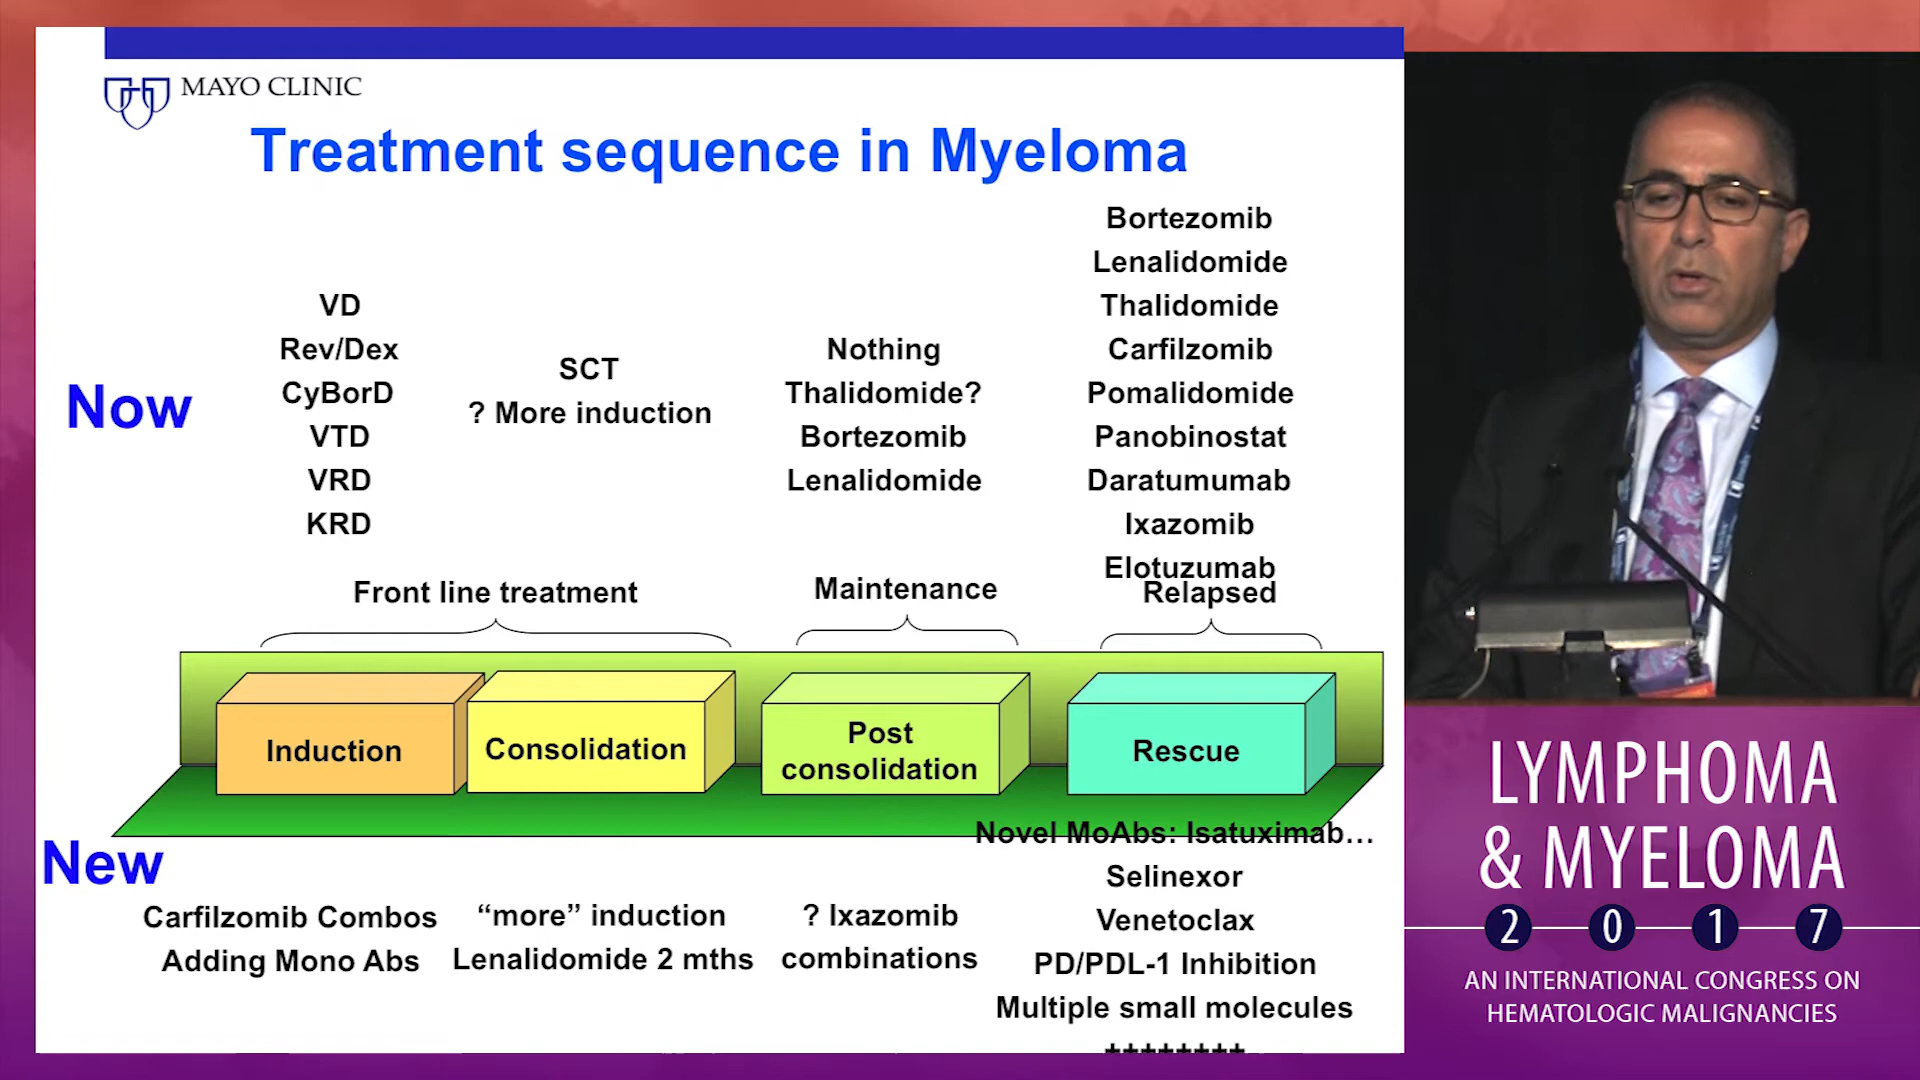 MAYO CLINIC
Treatment sequence in Myeloma
Now
VD
Rev/Dex
CyBorD
VTD
VRD
KRD
SCT
? More induction
Nothing
Thalidomide?
Bortezomib
Lenalidomide
Bortezomib
Lenalidomide
Thalidomide
Carfilzomib
Pomalidomide
Panobinostat
Daratumumab
Ixazomib
Elotuzumab
Front line treatment
Maintenance
Relapsed
Induction
Consolidation
Post
consolidation
Rescue
New
Carfilzomib Combos
Adding Mono Abs
“more” induction
Lenalidomide 2 mths
? Ixazomib
combinations
Novel MoAbs: Isatuximab...
Selinexor
Venetoclax
PD/PDL-1 Inhibition
Multiple small molecules
++++++++
LYMPHOMA
& MYELOMA
2017
AN INTERNATIONAL CONGRESS ON
HEMATOLOGIC MALIGNANCIES